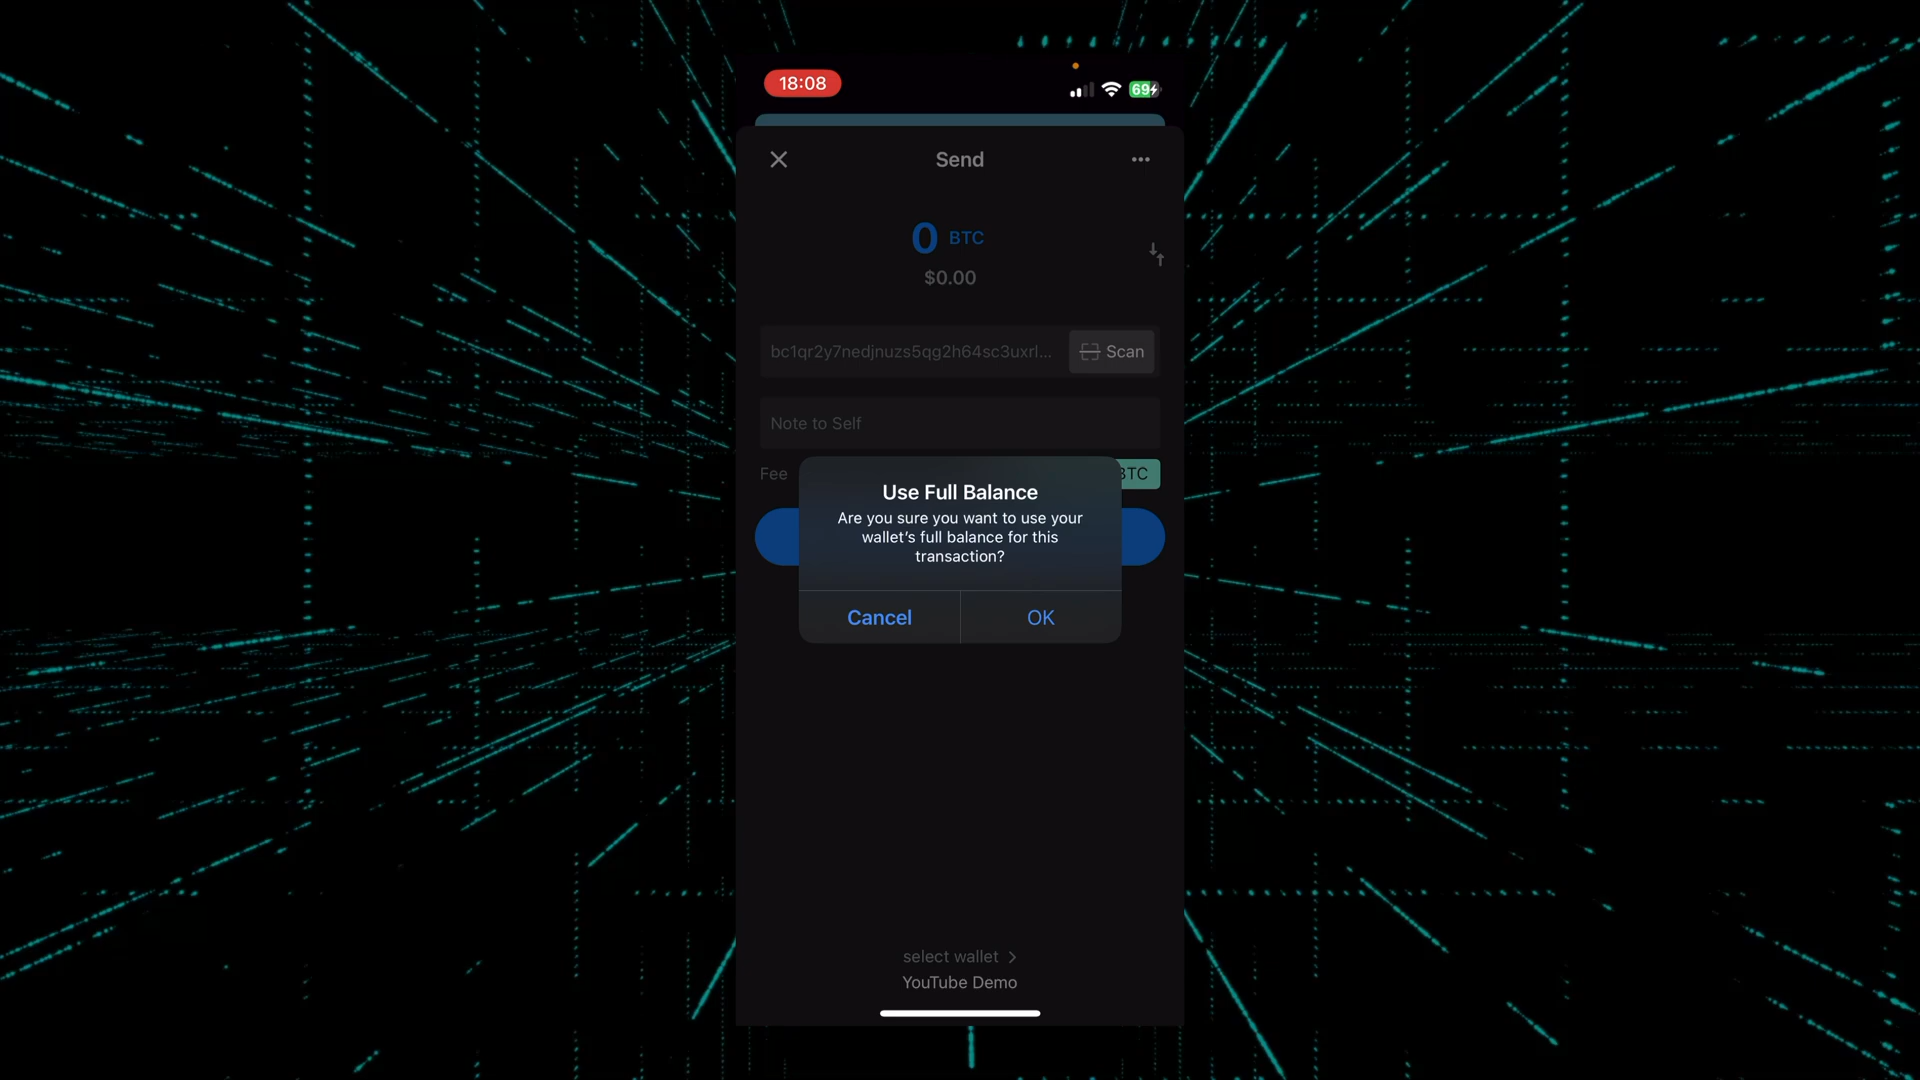 18:08
69
Send
0 BTC
$0.00
bc1qr2y7nedjnuzs5qg2h64sc3uxrl...
Scan
Note to Self
Fee
BTC
Use Full Balance
Are you sure you want to use your
wallet's full balance for this
transaction?
Cancel
OK
select wallet
YouTube Demo